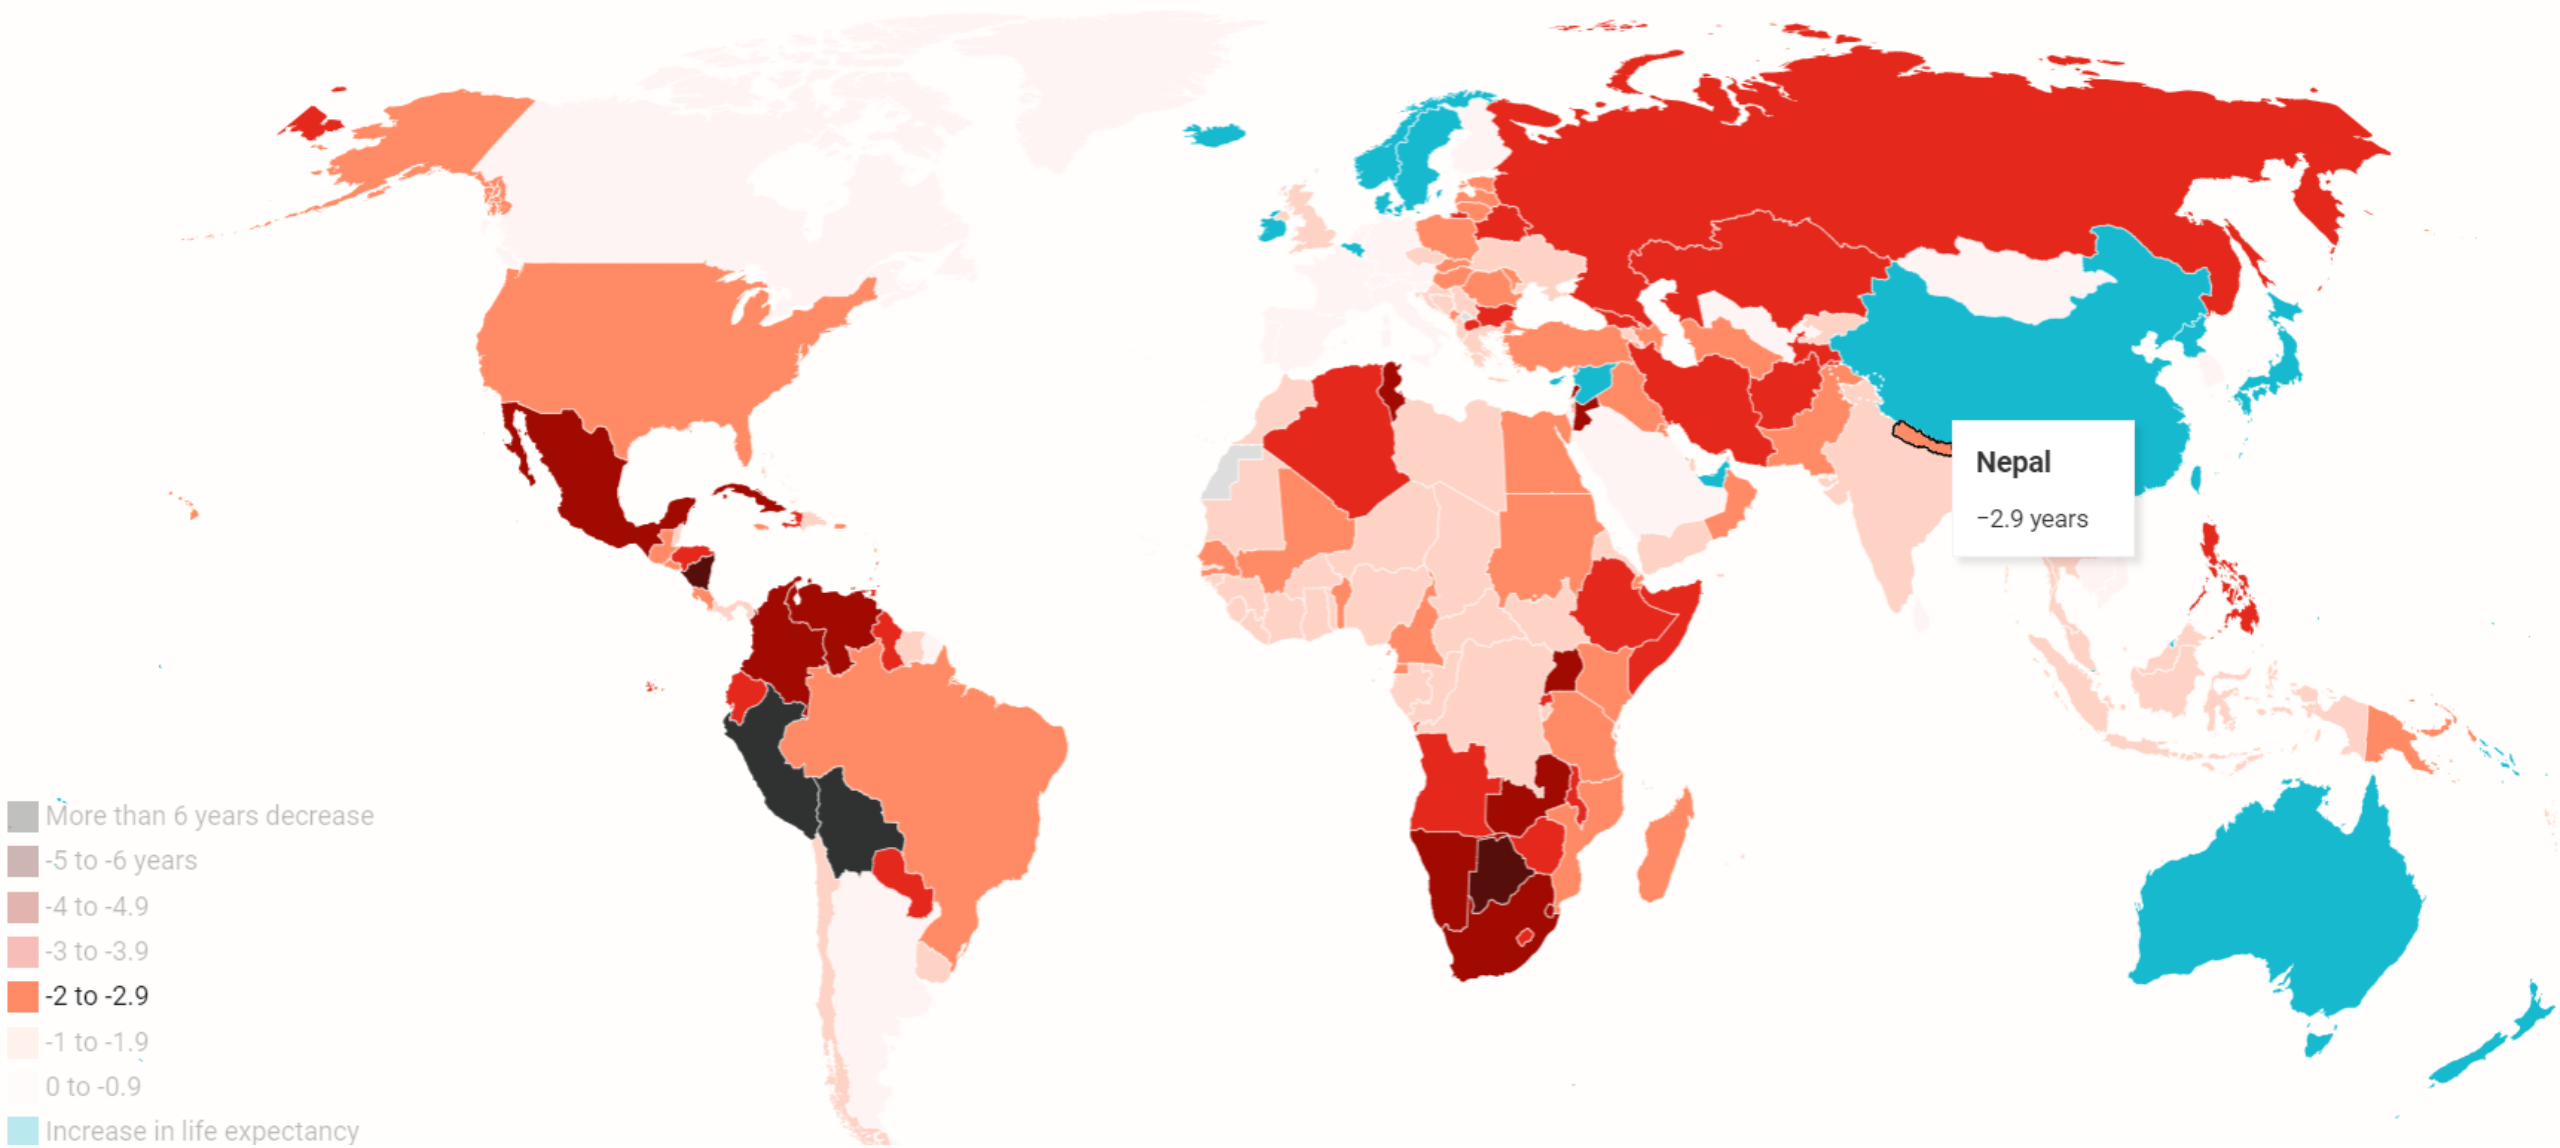 Nepal
−2.9 years
More than 6 years decrease
-5 to -6 years
-4 to -4.9
-3 to -3.9
-2 to -2.9
-1 to -1.9
0 to -0.9
Increase in life expectancy